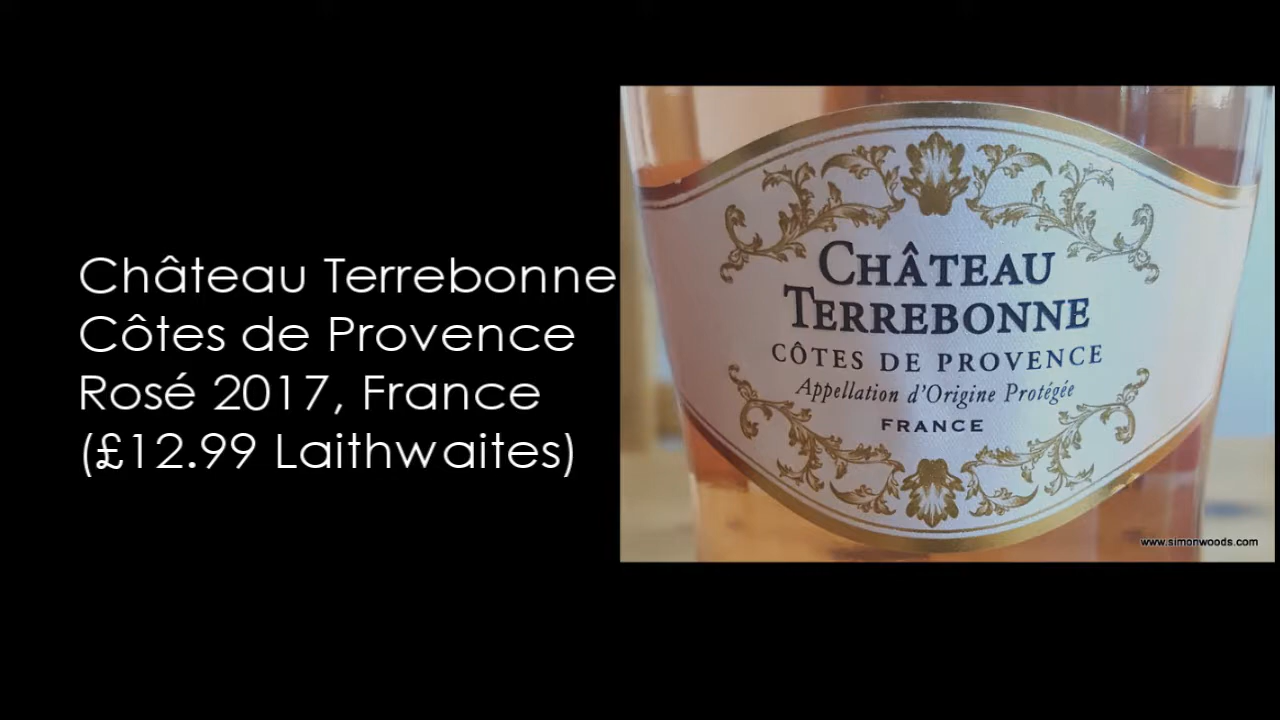 Château Terrebonne
Côtes de Provence
Rosé 2017, France
(£12.99 Laithwaites)
CHÂTEAU
TERREBONNE
CÔTES DE PROVENCE
Appellation d'Origine Protégée
FRANCE
www.simonwoods.com